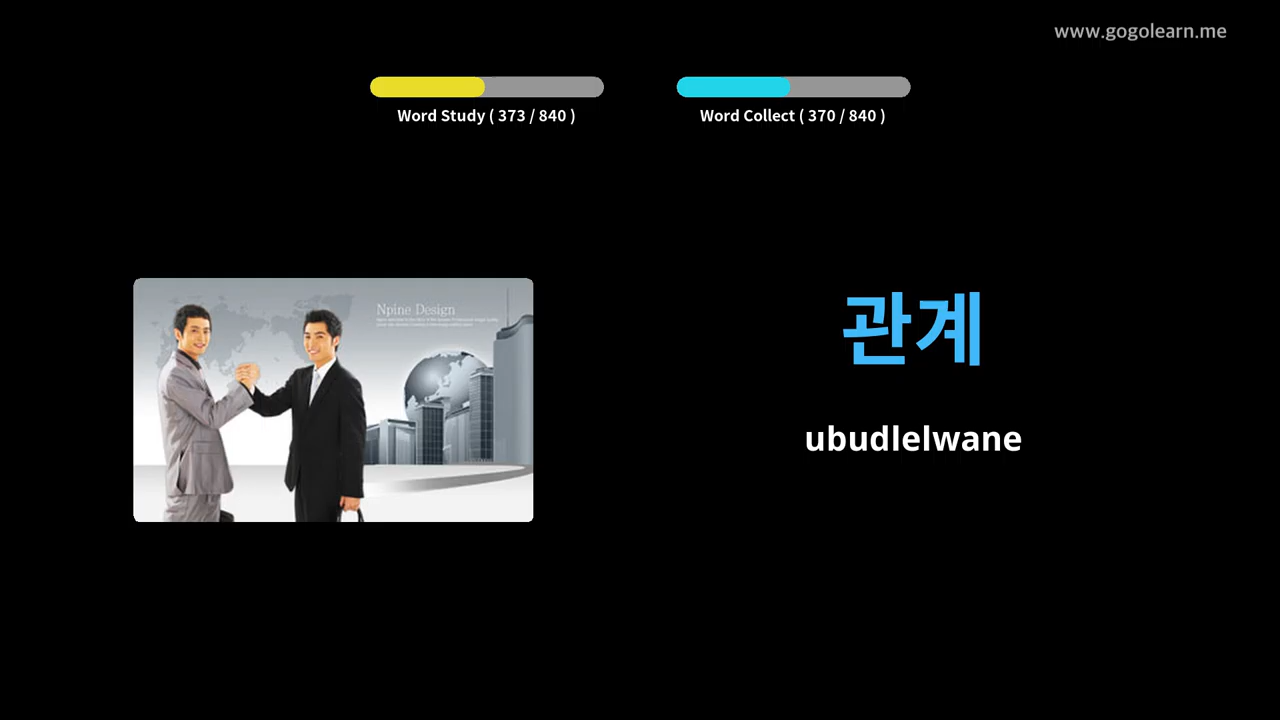 www.gogolearn.me
Word Study ( 373 / 840 )
Word Collect ( 370 / 840 )
Npine Design
관계
ubudlelwane